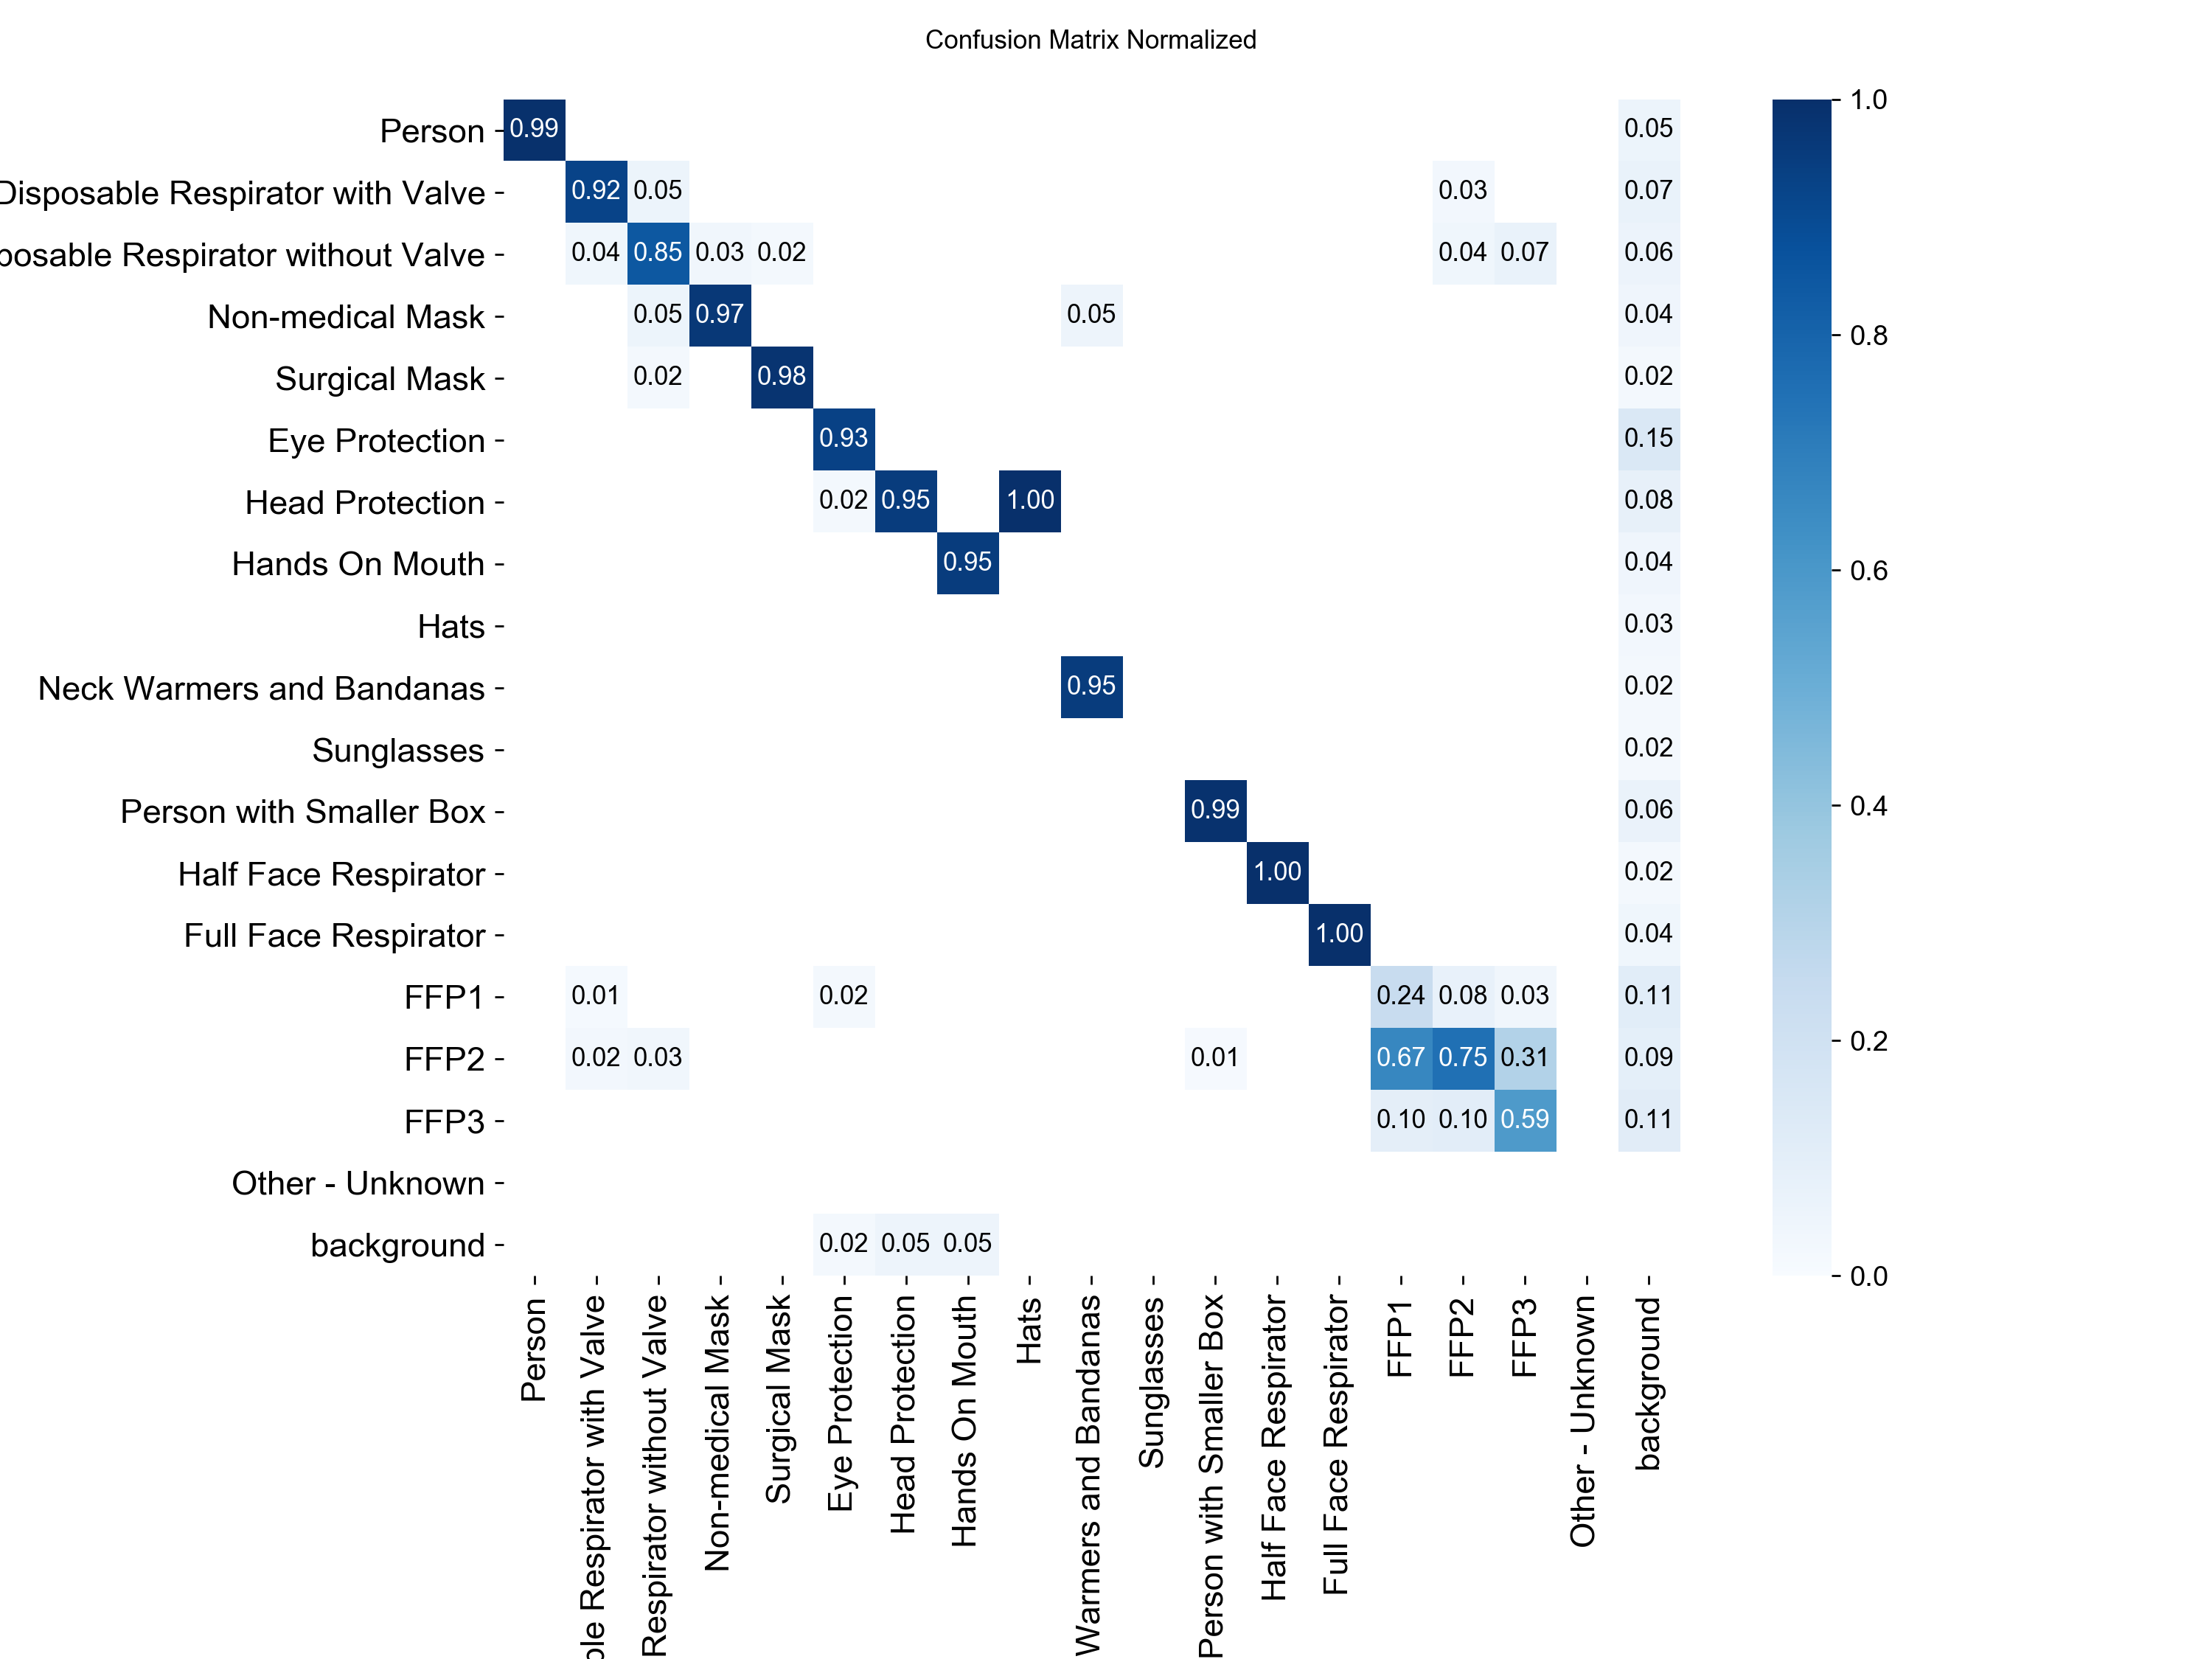 Confusion Matrix Normalized
Person 0.99 0.05 1.0
Disposable Respirator with Valve 0.92 0.05 0.03 0.07
posable Respirator without Valve 0.04 0.85 0.03 0.02 0.04 0.07 0.06
Non-medical Mask 0.05 0.97 0.05 0.04 0.8
Surgical Mask 0.02 0.98 0.02
Eye Protection 0.93 0.15
Head Protection 0.02 0.95 1.00 0.08
Hands On Mouth 0.95 0.04 0.6
Hats 0.03
Neck Warmers and Bandanas 0.95 0.02
Sunglasses 0.02
Person with Smaller Box 0.99 0.06 0.4
Half Face Respirator 1.00 0.02
Full Face Respirator 1.00 0.04
FFP1 0.01 0.02 0.24 0.08 0.03 0.11
FFP2 0.02 0.03 0.01 0.67 0.75 0.31 0.09 0.2
FFP3 0.10 0.10 0.59 0.11
Other - Unknown
background 0.02 0.05 0.05 0.0
Person
ble Respirator with Valve
Respirator without Valve
Non-medical Mask
Surgical Mask
Eye Protection
Head Protection
Hands On Mouth
Hats
Warmers and Bandanas
Sunglasses
Person with Smaller Box
Half Face Respirator
Full Face Respirator
FFP1
FFP2
FFP3
Other - Unknown
background